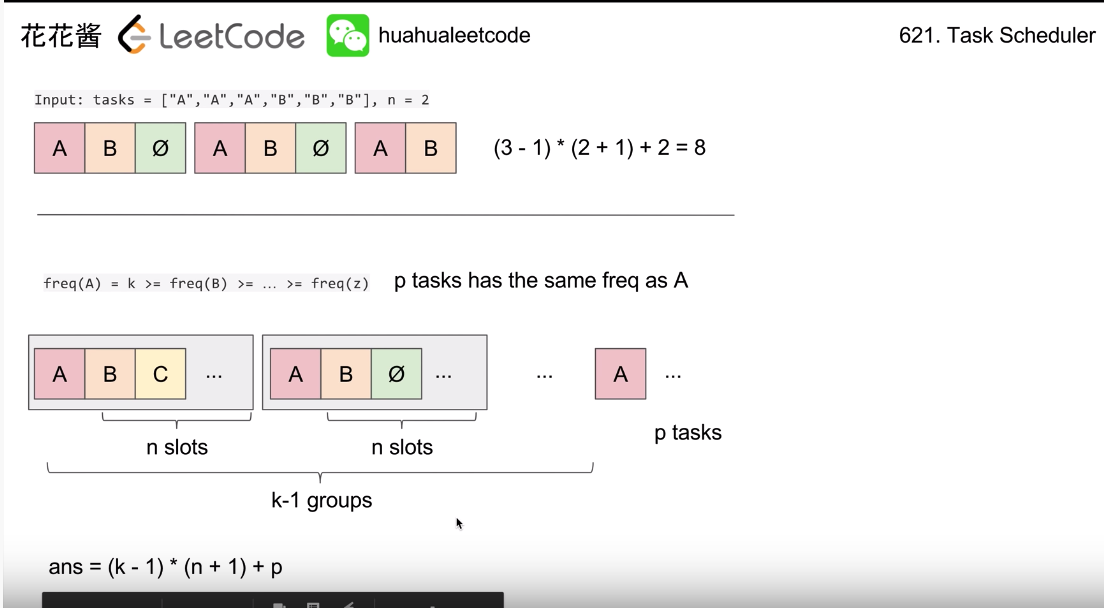 花花酱 LeetCode huahualeetcode 621. Task Scheduler
Input: tasks = ["A","A","A","B","B","B"], n = 2
A B Ø A B Ø A B (3 - 1) * (2 + 1) + 2 = 8
freq(A) = k >= freq(B) >= … >= freq(z) p tasks has the same freq as A
A B C ... A B Ø ... ... A ...
n slots n slots p tasks
k-1 groups
ans = (k - 1) * (n + 1) + p